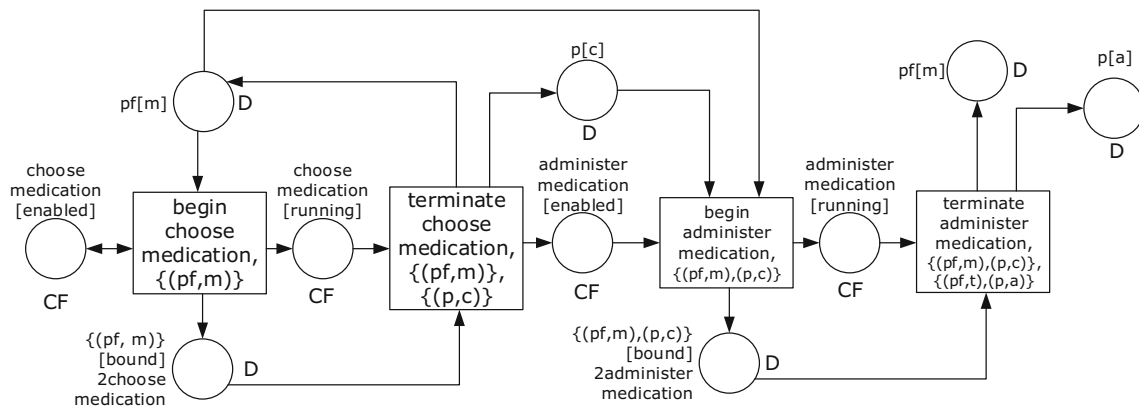 pf[m]
D
p[c]
D
pf[m]
D
p[a]
D
choose
medication
[enabled]
CF
begin
choose
medication,
{(pf,m)}
choose
medication
[running]
CF
terminate
choose
medication,
{(pf,m)},
{(p,c)}
administer
medication
[enabled]
CF
begin
administer
medication,
{(pf,m),(p,c)}
administer
medication
[running]
CF
terminate
administer
medication,
{(pf,m),(p,c)},
{(pf,t),(p,a)}
{(pf, m)}
[bound]
2choose
medication
D
{(pf,m),(p,c)}
[bound]
2administer
medication
D